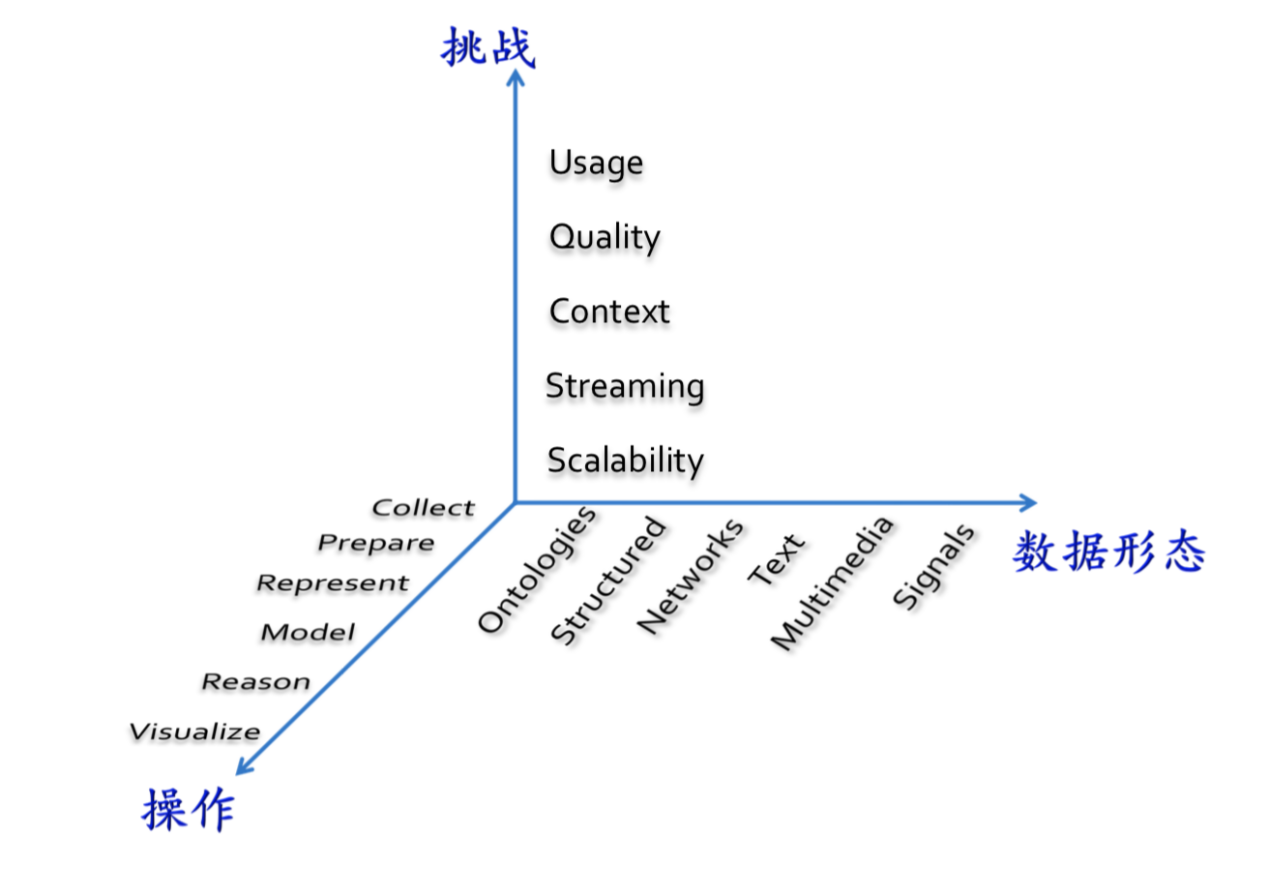 挑战
Usage
Quality
Context
Streaming
Scalability
Collect
Prepare
Represent
Model
Reason
Visualize
操作
Ontologies
Structured
Networks
Text
Multimedia
Signals
数据形态